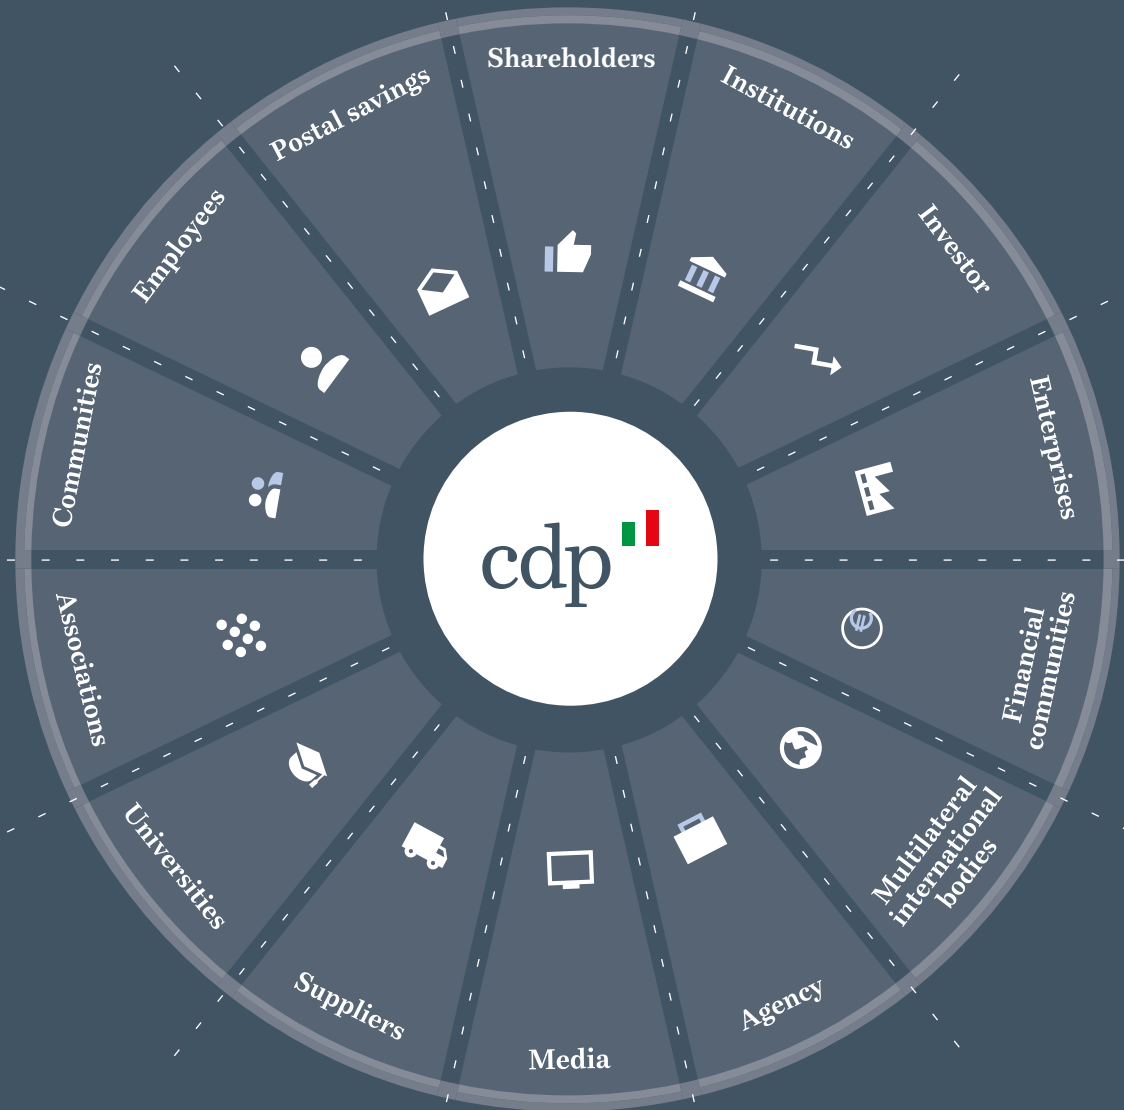 Shareholders
Institutions
Investor
Enterprises
Financial
communities
Multilateral
international
bodies
Agency
Media
Suppliers
Universities
Associations
Communities
Employees
Postal savings
cdp